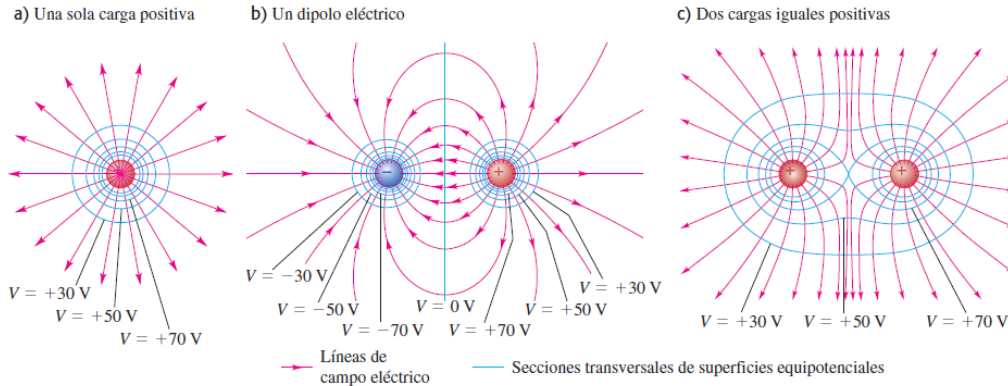 a) Una sola carga positiva
V = +30 V
V = +50 V
V = +70 V
b) Un dipolo eléctrico
−
+
V = −30 V
V = −50 V
V = −70 V
V = 0 V
V = +70 V
V = +50 V
V = +30 V
c) Dos cargas iguales positivas
+
+
V = +30 V
V = +50 V
V = +70 V
Líneas de
campo eléctrico
Secciones transversales de superficies equipotenciales